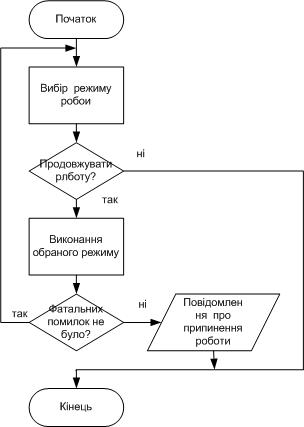 Початок
Вибір режиму
робои
Продовжувати
рлботу?
ні
так
Виконання
обраного режиму
Фатальних
помилок не
було?
так
ні
Повідомлен
ня про
припинення
роботи
Кінець